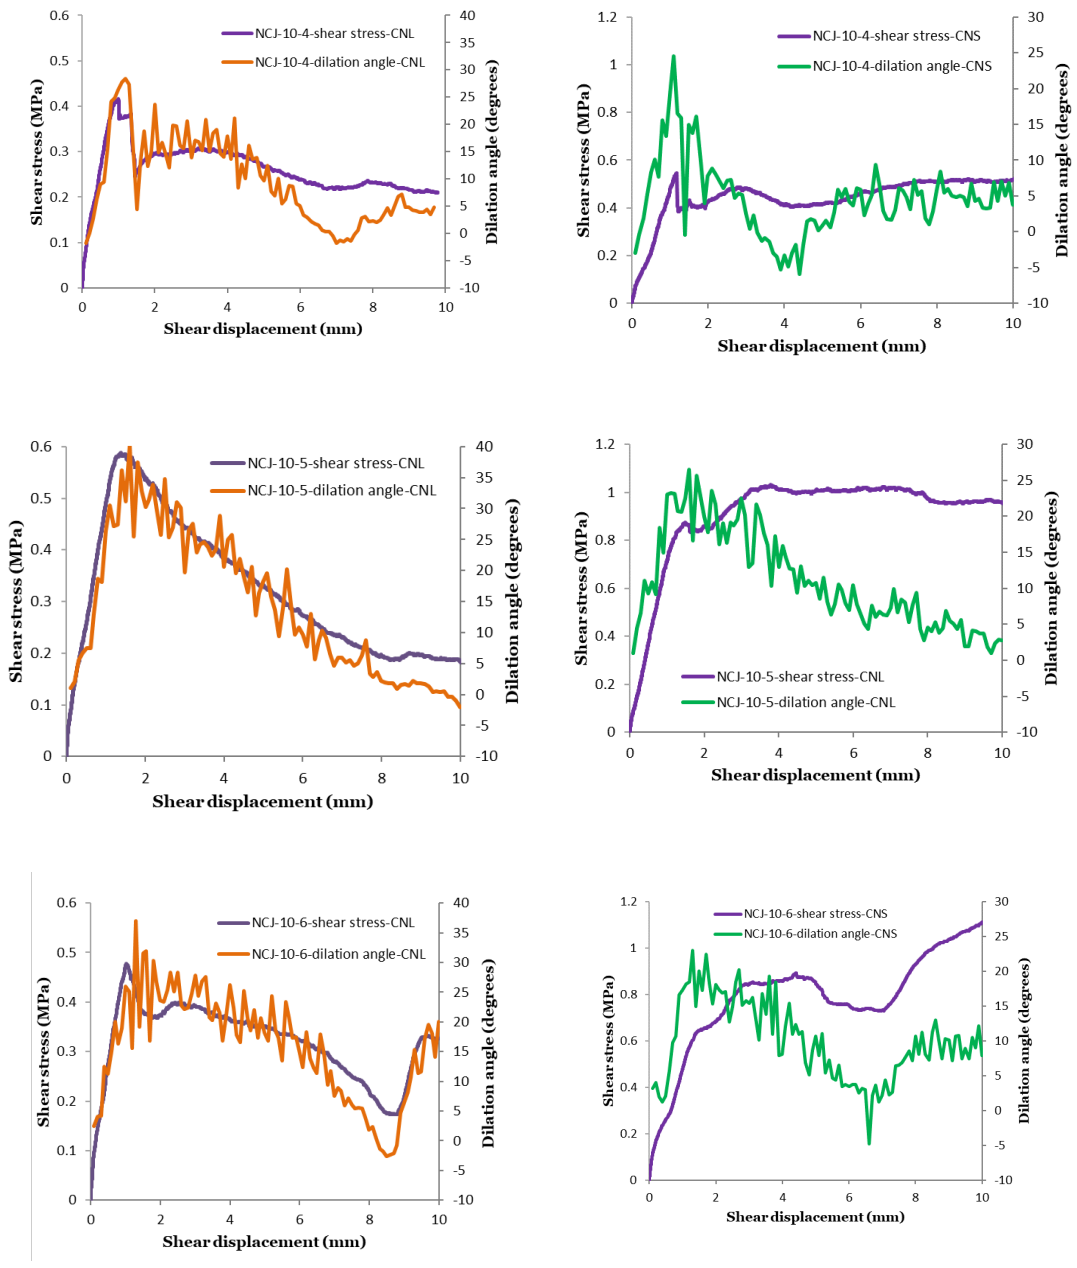 NCJ-10-4-shear stress-CNL
NCJ-10-4-dilation angle-CNL
Shear stress (MPa)
0.6
0.5
0.4
0.3
0.2
0.1
0
40
35
30
25
20
15
10
5
0
-5
-10
Dilation angle (degrees)
0 2 4 6 8 10
Shear displacement (mm)
NCJ-10-4-shear stress-CNS
NCJ-10-4-dilation angle-CNS
Shear stress (MPa)
1.2
1
0.8
0.6
0.4
0.2
0
30
25
20
15
10
5
0
-5
-10
Dilation angle (degrees)
0 2 4 6 8 10
Shear displacement (mm)
NCJ-10-5-shear stress-CNL
NCJ-10-5-dilation angle-CNL
Shear stress (MPa)
0.6
0.5
0.4
0.3
0.2
0.1
0
40
35
30
25
20
15
10
5
0
-5
-10
Dilation angle (degrees)
0 2 4 6 8 10
Shear displacement (mm)
NCJ-10-5-shear stress-CNL
NCJ-10-5-dilation angle-CNL
Shear stress (MPa)
1.2
1
0.8
0.6
0.4
0.2
0
30
25
20
15
10
5
0
-5
-10
Dilation angle (degrees)
0 2 4 6 8 10
Shear displacement (mm)
NCJ-10-6-shear stress-CNL
NCJ-10-6-dilation angle-CNL
Shear stress (MPa)
0.6
0.5
0.4
0.3
0.2
0.1
0
40
35
30
25
20
15
10
5
0
-5
-10
Dilation angle (degrees)
0 2 4 6 8 10
Shear displacement (mm)
NCJ-10-6-shear stress-CNS
NCJ-10-6-dilation angle-CNS
Shear stress (MPa)
1.2
1
0.8
0.6
0.4
0.2
0
30
25
20
15
10
5
0
-5
-10
Dilation angle (degrees)
0 2 4 6 8 10
Shear displacement (mm)